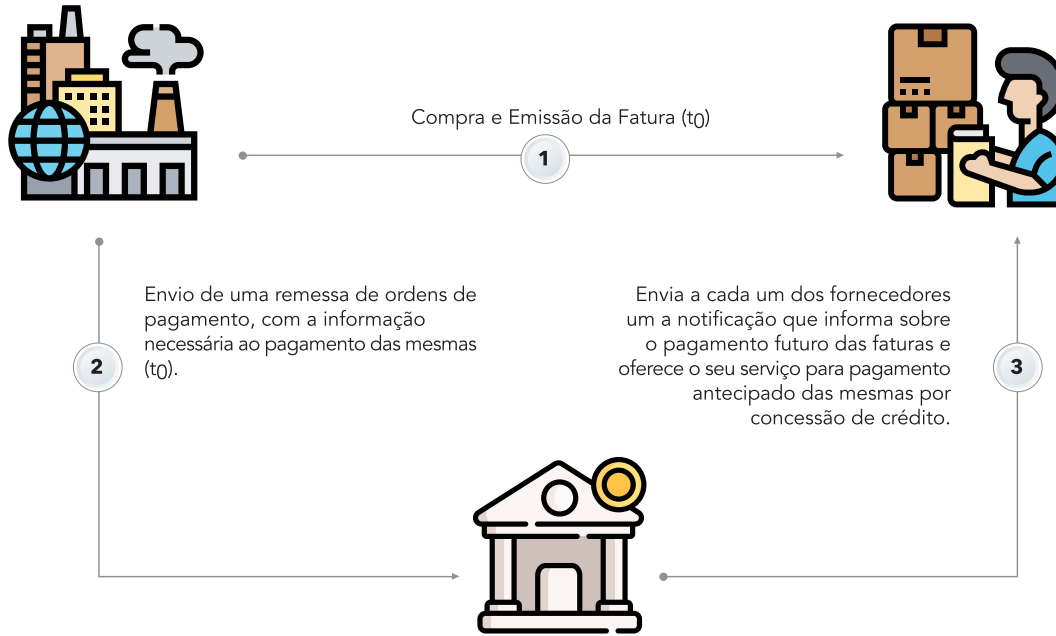 Compra e Emissão da Fatura (t0)
1
Envio de uma remessa de ordens de
pagamento, com a informação
necessária ao pagamento das mesmas
(t0).
2
Envia a cada um dos fornecedores
um a notificação que informa sobre
o pagamento futuro das faturas e
oferece o seu serviço para pagamento
antecipado das mesmas por
concessão de crédito.
3